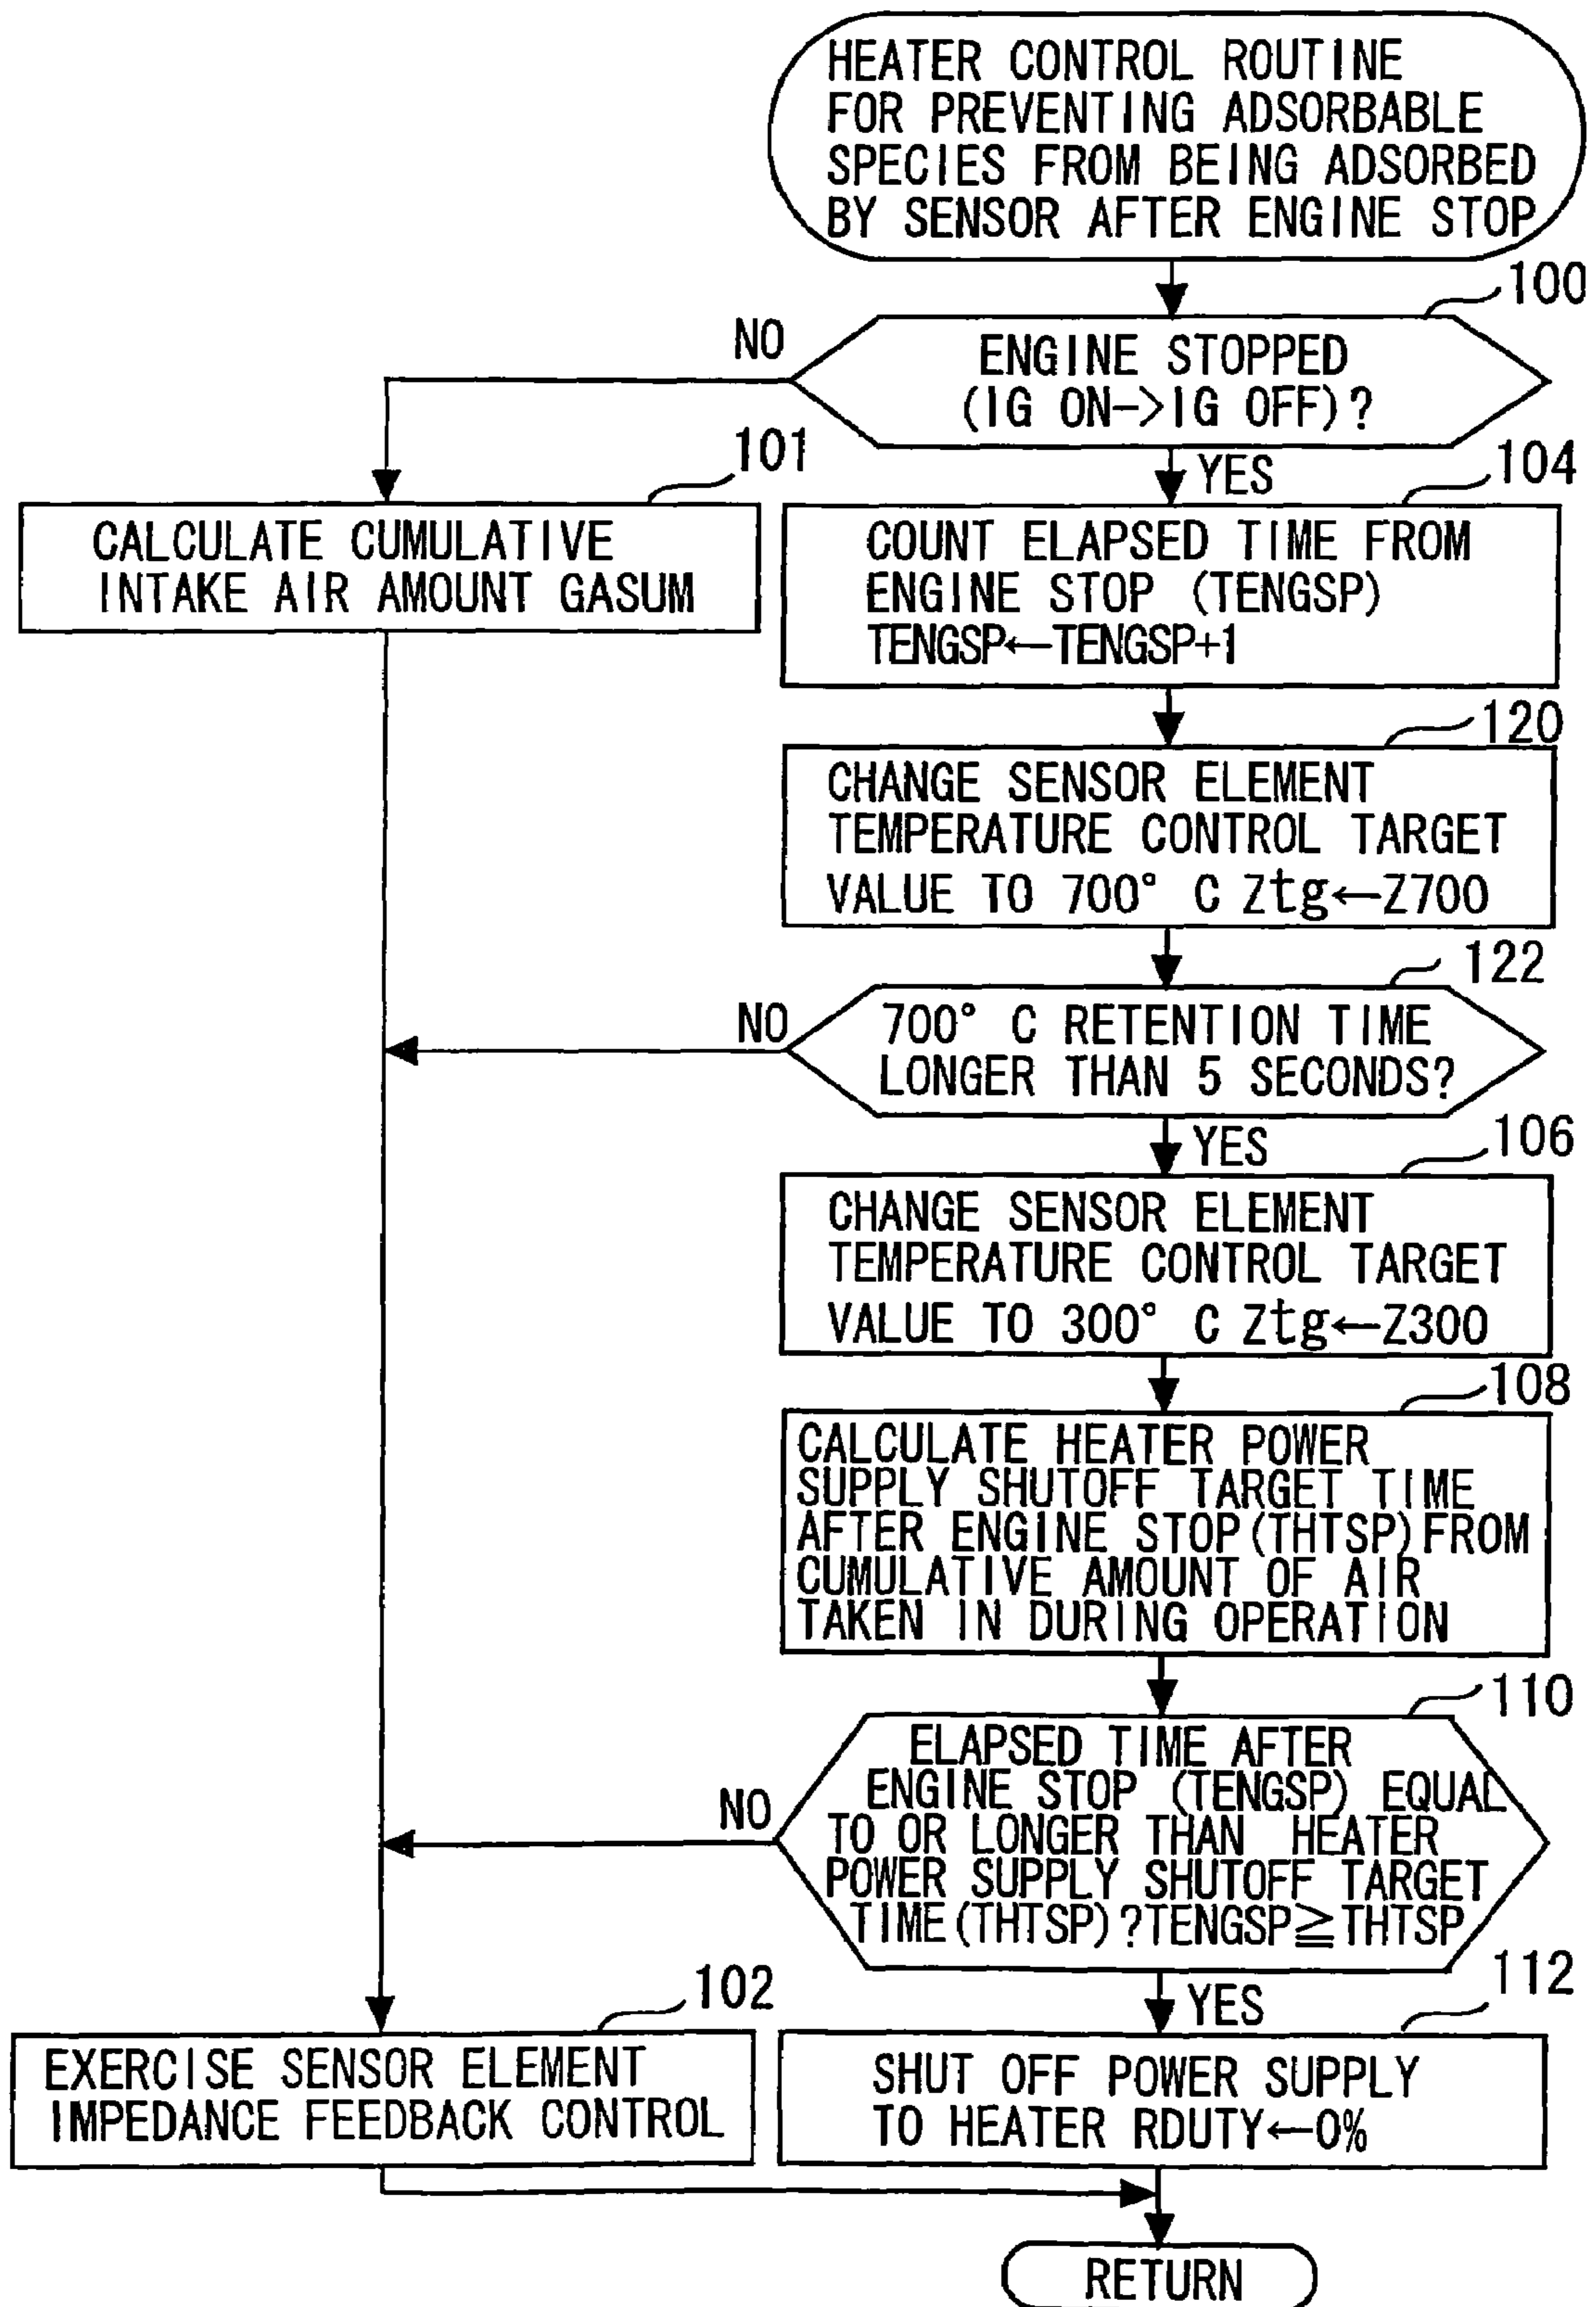 HEATER CONTROL ROUTINE
FOR PREVENTING ADSORBABLE
SPECIES FROM BEING ADSORBED
BY SENSOR AFTER ENGINE STOP
100
NO
ENGINE STOPPED
(IG ON->IG OFF)?
101
YES
104
CALCULATE CUMULATIVE
INTAKE AIR AMOUNT GASUM
COUNT ELAPSED TIME FROM
ENGINE STOP (TENGSP)
TENGSP←TENGSP+1
120
CHANGE SENSOR ELEMENT
TEMPERATURE CONTROL TARGET
VALUE TO 700° C Ztg←Z700
122
NO
700° C RETENTION TIME
LONGER THAN 5 SECONDS?
YES
106
CHANGE SENSOR ELEMENT
TEMPERATURE CONTROL TARGET
VALUE TO 300° C Ztg←Z300
108
CALCULATE HEATER POWER
SUPPLY SHUTOFF TARGET TIME
AFTER ENGINE STOP(THTSP)FROM
CUMULATIVE AMOUNT OF AIR
TAKEN IN DURING OPERATION
110
NO
ELAPSED TIME AFTER
ENGINE STOP (TENGSP) EQUAL
TO OR LONGER THAN HEATER
POWER SUPPLY SHUTOFF TARGET
TIME(THTSP)?TENGSP≧THTSP
102
YES
112
EXERCISE SENSOR ELEMENT
IMPEDANCE FEEDBACK CONTROL
SHUT OFF POWER SUPPLY
TO HEATER RDUTY←0%
RETURN